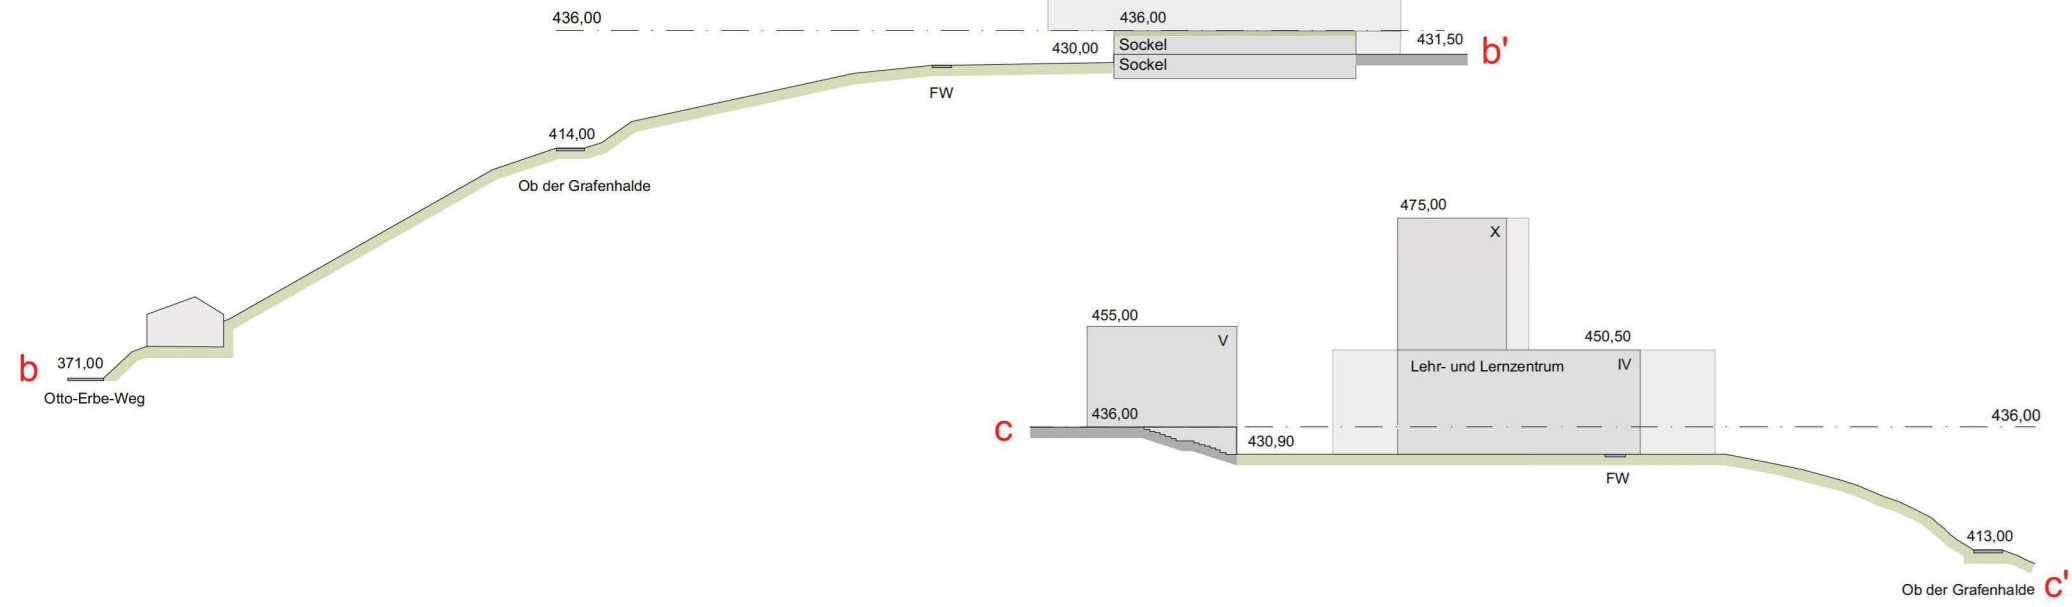 436,00
436,00
Sockel
430,00
431,50
b'
Sockel
FW
414,00
Ob der Grafenhalde
b
371,00
Otto-Erbe-Weg
475,00
X
455,00
V
450,50
Lehr- und Lernzentrum
IV
436,00
436,00
c
430,90
FW
413,00
Ob der Grafenhalde
c'